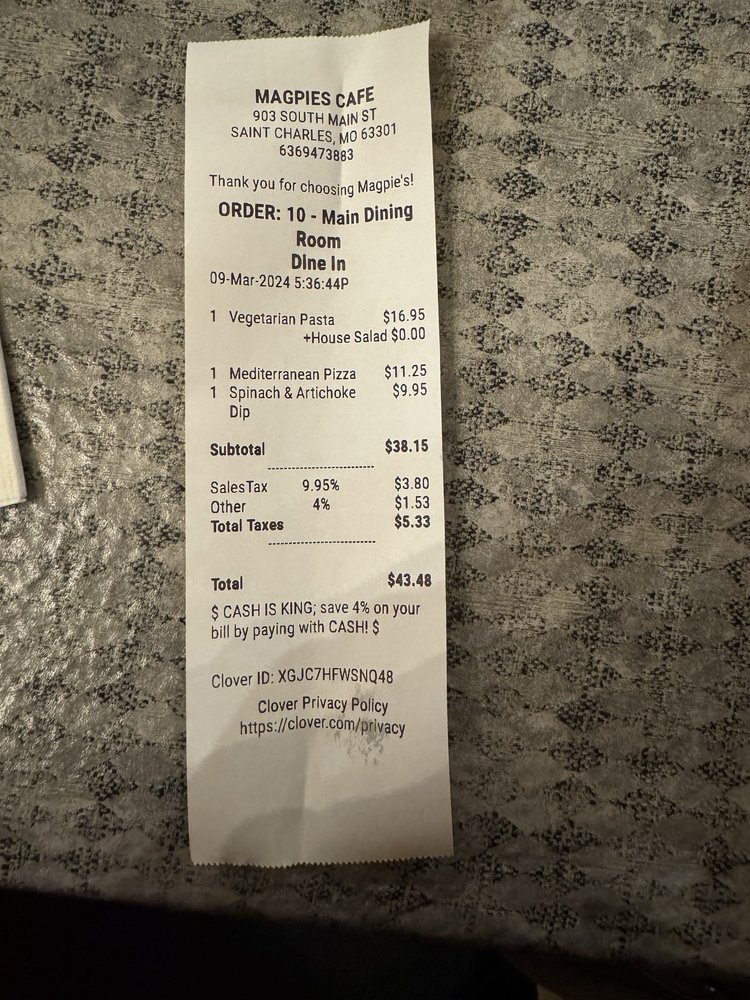 MAGPIES CAFE
903 SOUTH MAIN ST
SAINT CHARLES, MO 63301
6369473883
Thank you for choosing Magpie's!
ORDER: 10 - Main Dining
Room
Dine In
09-Mar-2024 5:36:44P
1 Vegetarian Pasta $16.95
+House Salad $0.00
1 Mediterranean Pizza $11.25
1 Spinach & Artichoke $9.95
Dip
Subtotal $38.15
--------------------------
SalesTax 9.95% $3.80
Other 4% $1.53
Total Taxes $5.33
--------------------------
Total $43.48
$ CASH IS KING; save 4% on your
bill by paying with CASH! $
Clover ID: XGJC7HFWSNQ48
Clover Privacy Policy
https://clover.com/privacy